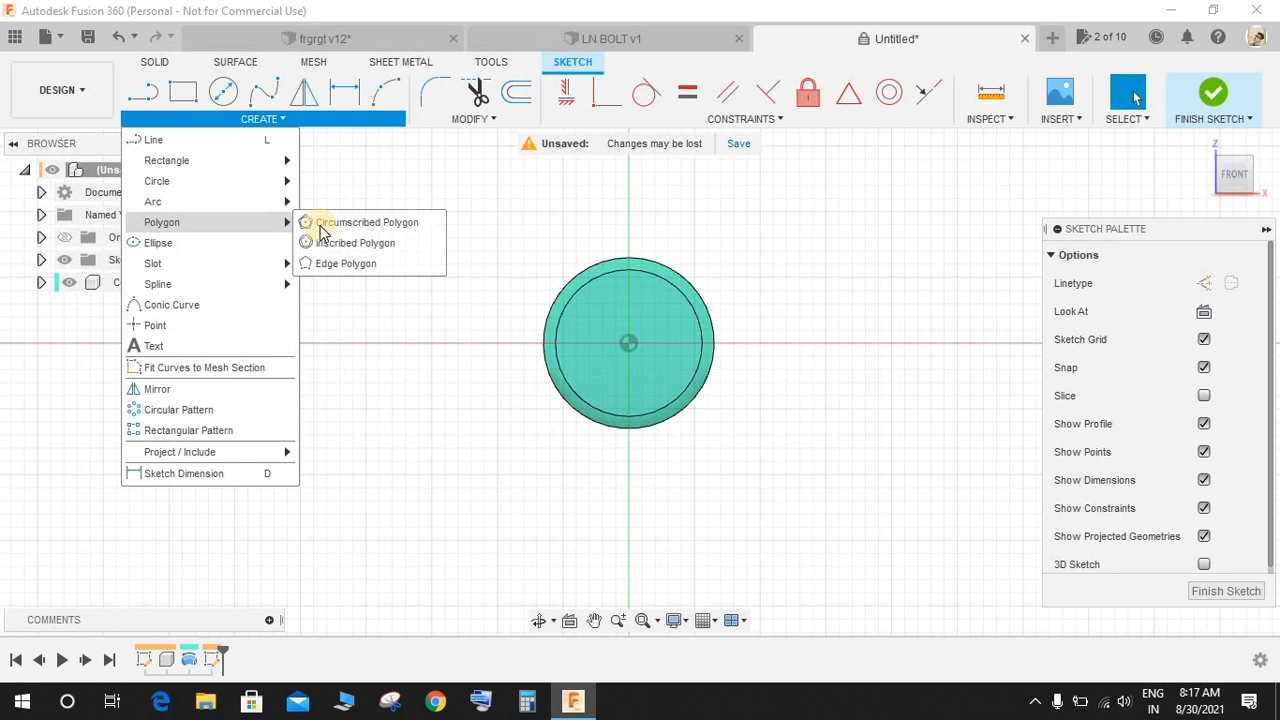 Autodesk Fusion 360 (Personal - Not for Commercial Use)
frgrgt v12*
LN BOLT v1
Untitled*
2 of 10
SOLID
SURFACE
MESH
SHEET METAL
TOOLS
SKETCH
DESIGN
CREATE
MODIFY
CONSTRAINTS
INSPECT
INSERT
SELECT
FINISH SKETCH
BROWSER
(Uns
Docume
Named V
Or
Ske
C
Unsaved: Changes may be lost Save
Line L
Rectangle
Circle
Arc
Polygon
Ellipse
Slot
Spline
Conic Curve
Point
Text
Fit Curves to Mesh Section
Mirror
Circular Pattern
Rectangular Pattern
Project / Include
Sketch Dimension D
Circumscribed Polygon
Inscribed Polygon
Edge Polygon
Z
FRONT
X
SKETCH PALETTE
Options
Linetype
Look At
Sketch Grid
Snap
Slice
Show Profile
Show Points
Show Dimensions
Show Constraints
Show Projected Geometries
3D Sketch
Finish Sketch
COMMENTS
ENG
IN
8:17 AM
8/30/2021